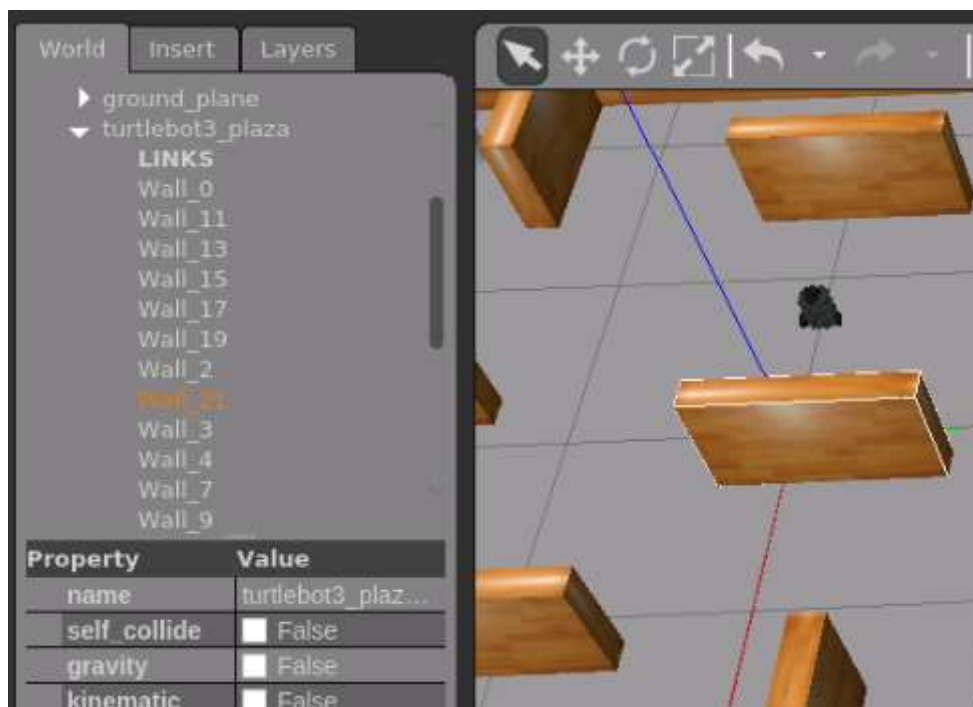 World Insert Layers
ground_plane
turtlebot3_plaza
LINKS
Wall_0
Wall_11
Wall_13
Wall_15
Wall_17
Wall_19
Wall_2
Wall_21
Wall_3
Wall_4
Wall_7
Wall_9
Property Value
name turtlebot3_plaz...
self_collide False
gravity False
kinematic False